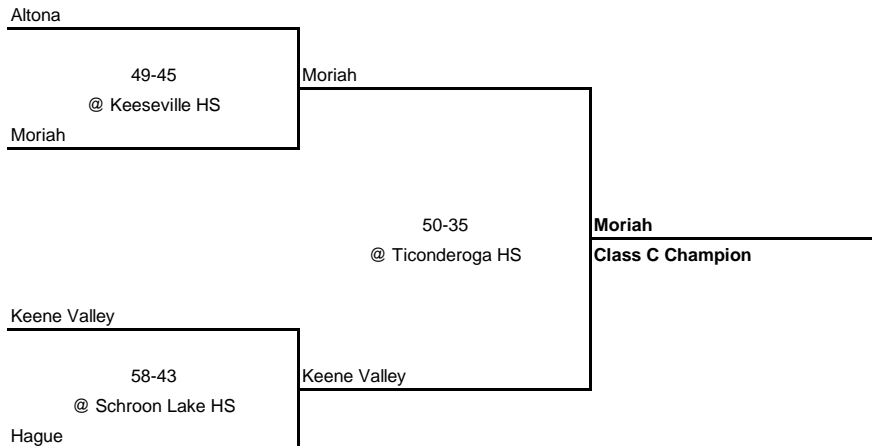 Altona
49-45
@ Keeseville HS
Moriah
Moriah
50-35
@ Ticonderoga HS
Moriah
Class C Champion
Keene Valley
58-43
@ Schroon Lake HS
Keene Valley
Hague